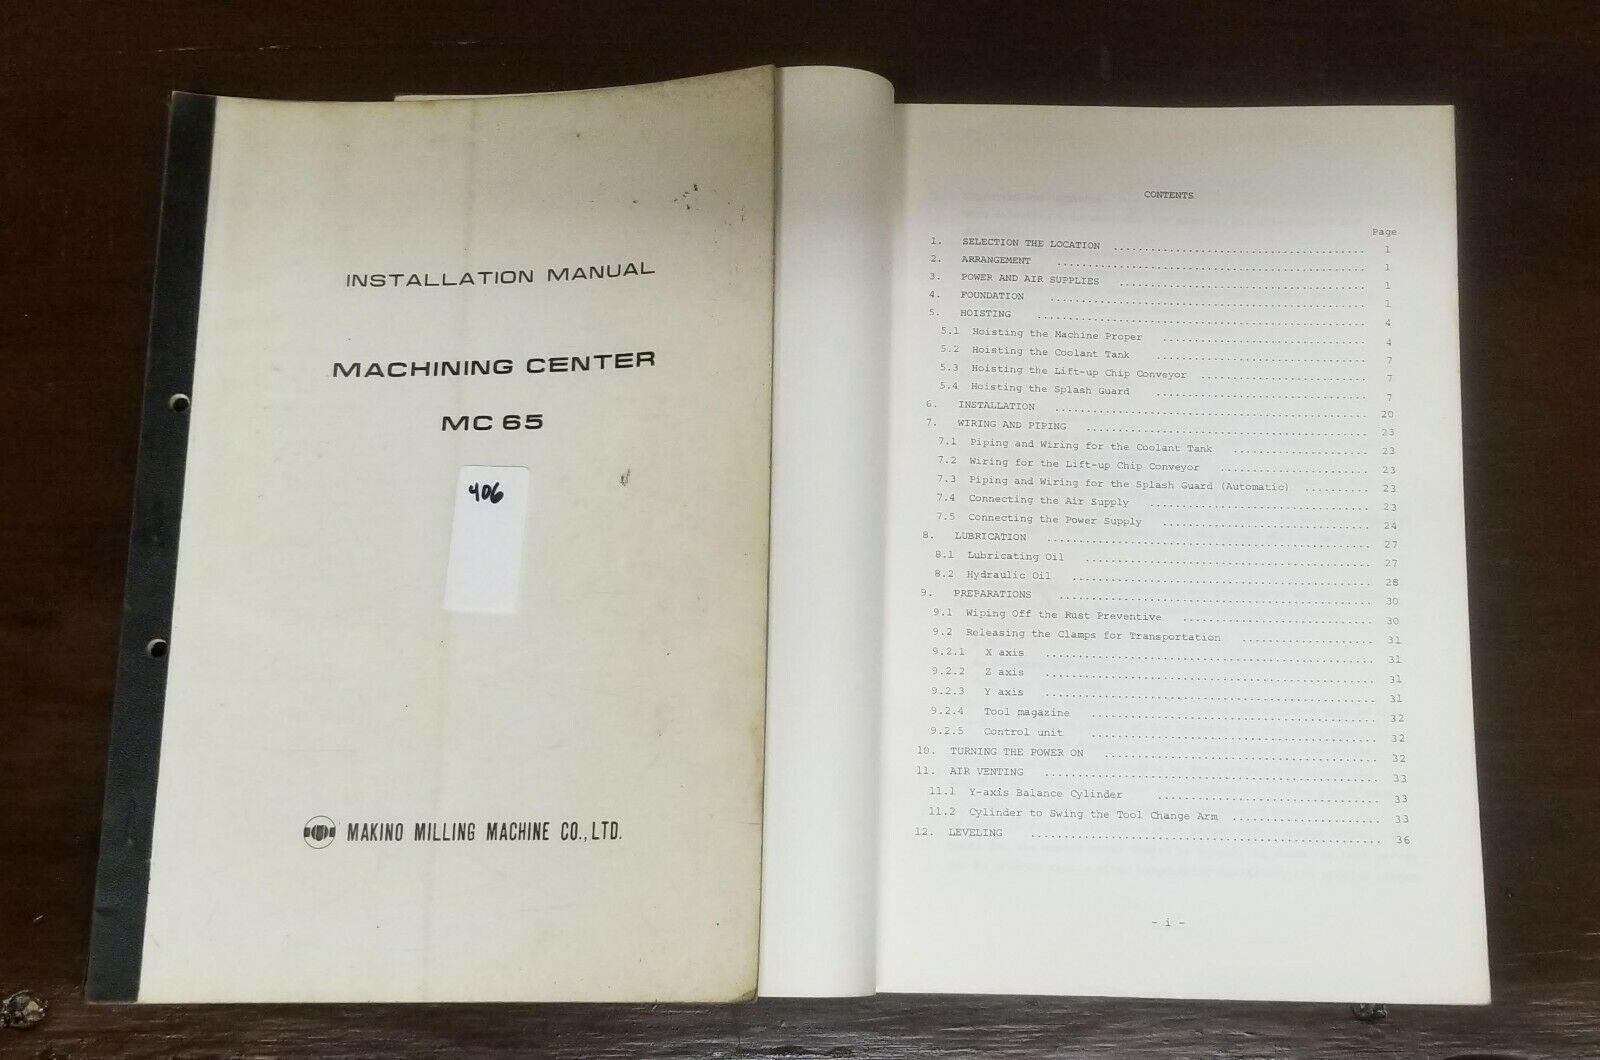 INSTALLATION MANUAL
MACHINING CENTER
MC 65
406
MAKINO MILLING MACHINE CO., LTD.
CONTENTS
Page
1. SELECTION THE LOCATION ........ 1
2. ARRANGEMENT ........ 1
3. POWER AND AIR SUPPLIES ........ 1
4. FOUNDATION ........ 1
5. HOISTING ........ 4
5.1 Hoisting the Machine Proper ........ 4
5.2 Hoisting the Coolant Tank ........ 7
5.3 Hoisting the Lift-up Chip Conveyor ........ 7
5.4 Hoisting the Splash Guard ........ 7
6. INSTALLATION ........ 20
7. WIRING AND PIPING ........ 23
7.1 Piping and Wiring for the Coolant Tank ........ 23
7.2 Wiring for the Lift-up Chip Conveyor ........ 23
7.3 Piping and Wiring for the Splash Guard (Automatic) ........ 23
7.4 Connecting the Air Supply ........ 23
7.5 Connecting the Power Supply ........ 24
8. LUBRICATION ........ 27
8.1 Lubricating Oil ........ 27
8.2 Hydraulic Oil ........ 28
9. PREPARATIONS ........ 30
9.1 Wiping Off the Rust Preventive ........ 30
9.2 Releasing the Clamps for Transportation ........ 31
9.2.1 X axis ........ 31
9.2.2 Z axis ........ 31
9.2.3 Y axis ........ 31
9.2.4 Tool magazine ........ 32
9.2.5 Control unit ........ 32
10. TURNING THE POWER ON ........ 32
11. AIR VENTING ........ 33
11.1 Y-axis Balance Cylinder ........ 33
11.2 Cylinder to Swing the Tool Change Arm ........ 33
12. LEVELING ........ 36
- i -